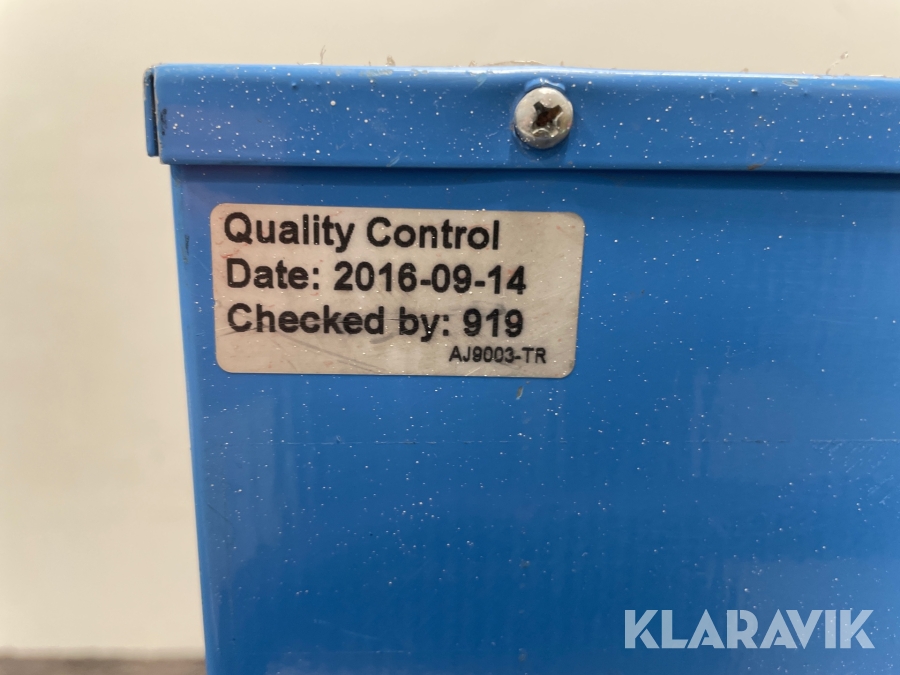 Quality Control
Date: 2016-09-14
Checked by: 919
AJ9003-TR
KLARAVIK